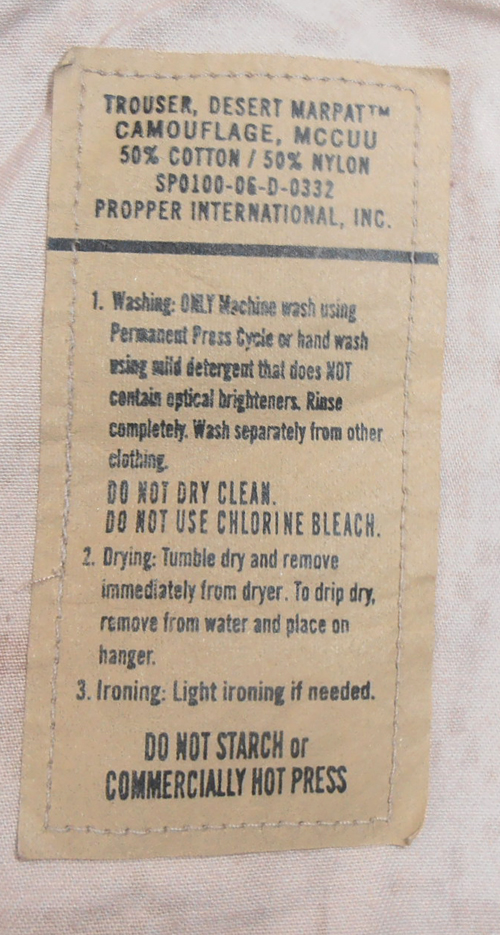 TROUSER, DESERT MARPAT™
CAMOUFLAGE, MCCUU
50% COTTON / 50% NYLON
SP0100-06-D-0332
PROPPER INTERNATIONAL, INC.
1. Washing: ONLY Machine wash using
Permanent Press Cycle or hand wash
using mild detergent that does NOT
contain optical brighteners. Rinse
completely. Wash separately from other
clothing.
DO NOT DRY CLEAN.
DO NOT USE CHLORINE BLEACH.
2. Drying: Tumble dry and remove
immediately from dryer. To drip dry,
remove from water and place on
hanger.
3. Ironing: Light ironing if needed.
DO NOT STARCH or
COMMERCIALLY HOT PRESS